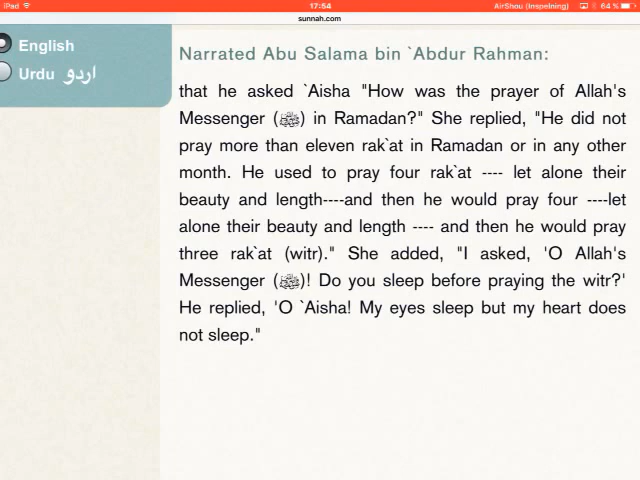 iPad 17:54 AirShou (Inspelning) 64 %
sunnah.com
English
Urdu اردو
Narrated Abu Salama bin `Abdur Rahman:
that he asked `Aisha "How was the prayer of Allah's
Messenger (ﷺ) in Ramadan?" She replied, "He did not
pray more than eleven rak`at in Ramadan or in any other
month. He used to pray four rak`at ---- let alone their
beauty and length----and then he would pray four ----let
alone their beauty and length ---- and then he would pray
three rak`at (witr)." She added, "I asked, 'O Allah's
Messenger (ﷺ)! Do you sleep before praying the witr?'
He replied, 'O `Aisha! My eyes sleep but my heart does
not sleep."